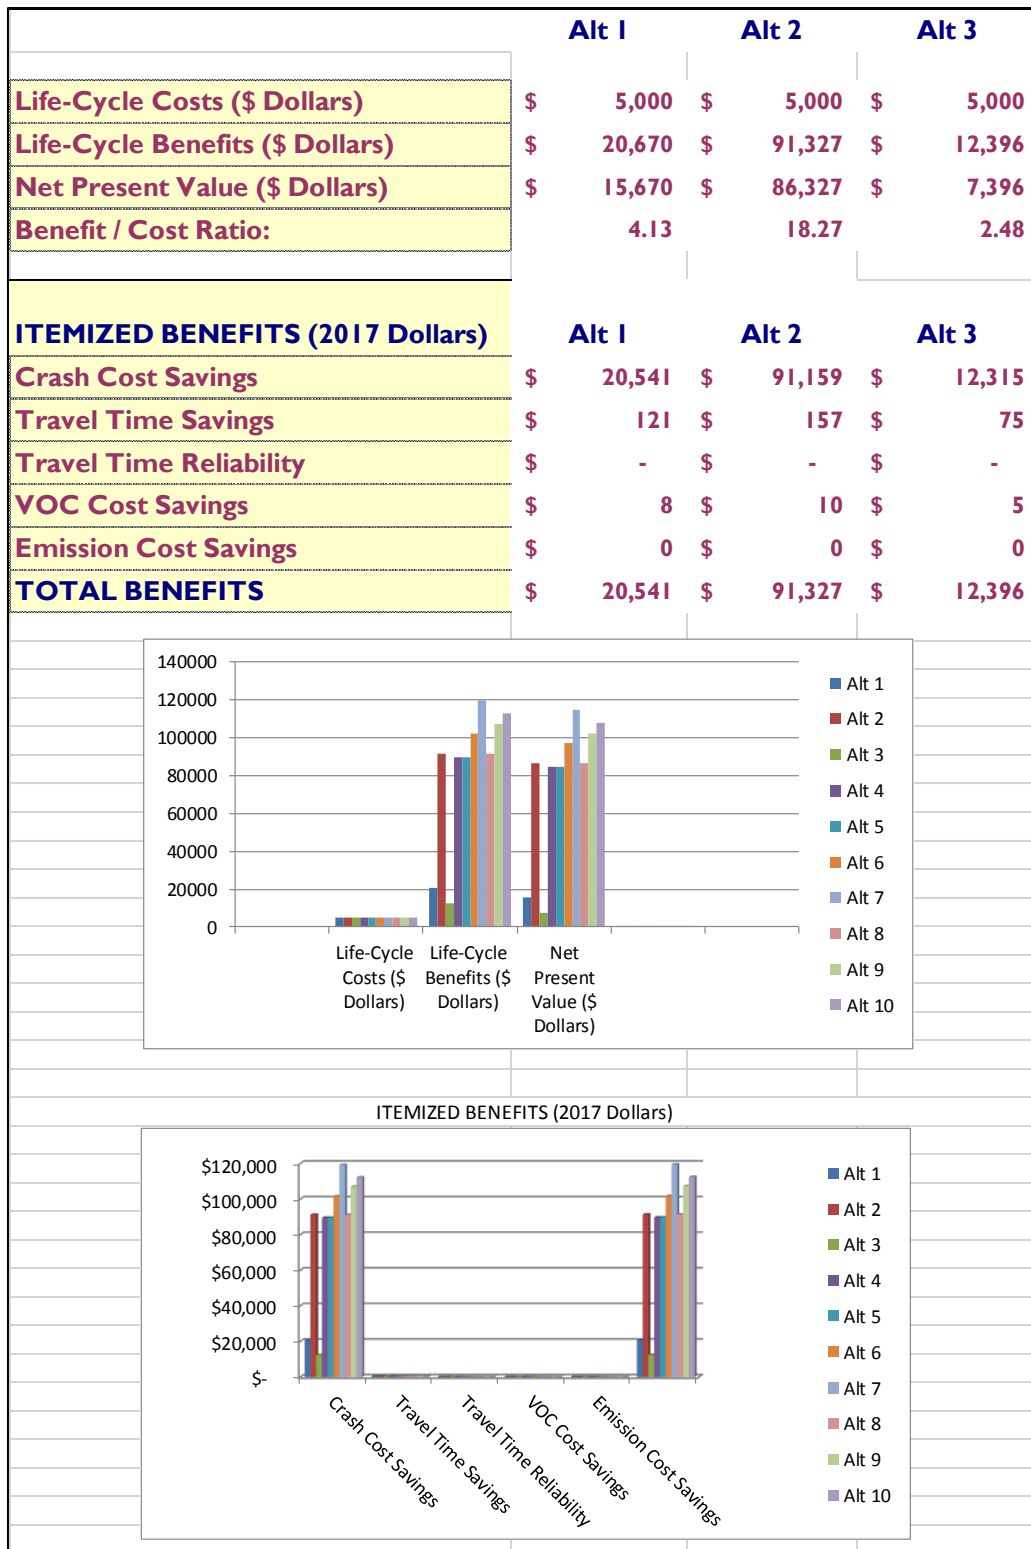 Alt 1 Alt 2 Alt 3
Life-Cycle Costs ($ Dollars) $ 5,000 $ 5,000 $ 5,000
Life-Cycle Benefits ($ Dollars) $ 20,670 $ 91,327 $ 12,396
Net Present Value ($ Dollars) $ 15,670 $ 86,327 $ 7,396
Benefit / Cost Ratio: 4.13 18.27 2.48
ITEMIZED BENEFITS (2017 Dollars) Alt 1 Alt 2 Alt 3
Crash Cost Savings $ 20,541 $ 91,159 $ 12,315
Travel Time Savings $ 121 $ 157 $ 75
Travel Time Reliability $ - $ - $ -
VOC Cost Savings $ 8 $ 10 $ 5
Emission Cost Savings $ 0 $ 0 $ 0
TOTAL BENEFITS $ 20,541 $ 91,327 $ 12,396
140000
120000
100000
80000
60000
40000
20000
0
Life-Cycle
Costs ($
Dollars)
Life-Cycle
Benefits ($
Dollars)
Net
Present
Value ($
Dollars)
Alt 1
Alt 2
Alt 3
Alt 4
Alt 5
Alt 6
Alt 7
Alt 8
Alt 9
Alt 10
ITEMIZED BENEFITS (2017 Dollars)
$120,000
$100,000
$80,000
$60,000
$40,000
$20,000
$-
Crash Cost Savings
Travel Time Savings
Travel Time Reliability
VOC Cost Savings
Emission Cost Savings
Alt 1
Alt 2
Alt 3
Alt 4
Alt 5
Alt 6
Alt 7
Alt 8
Alt 9
Alt 10